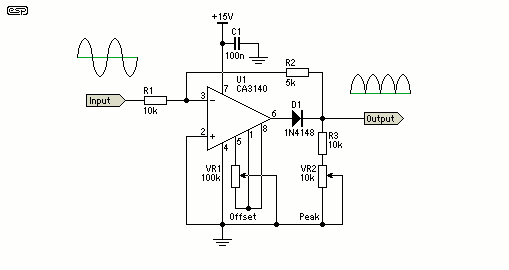 esp
+15V
C1
100n
R2
5k
U1
CA3140
R1
10k
Input
3
−
7
6
2
+
4
5
1
8
D1
1N4148
Output
R3
10k
VR1
100k
VR2
10k
Offset
Peak